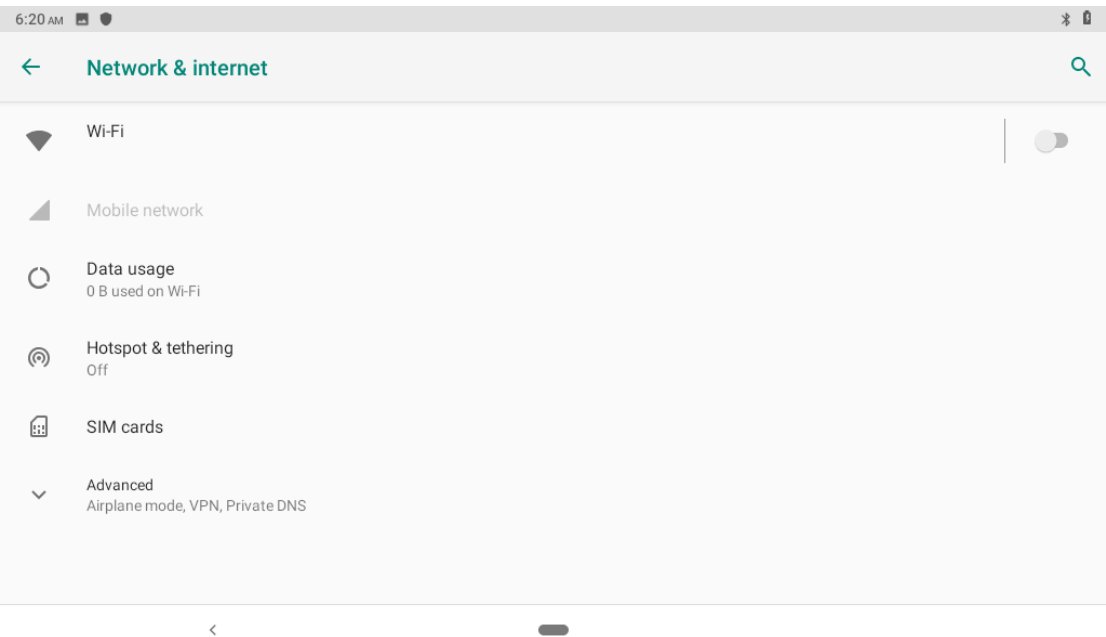 6:20 AM
Network & internet
Wi-Fi
Mobile network
Data usage
0 B used on Wi-Fi
Hotspot & tethering
Off
SIM cards
Advanced
Airplane mode, VPN, Private DNS